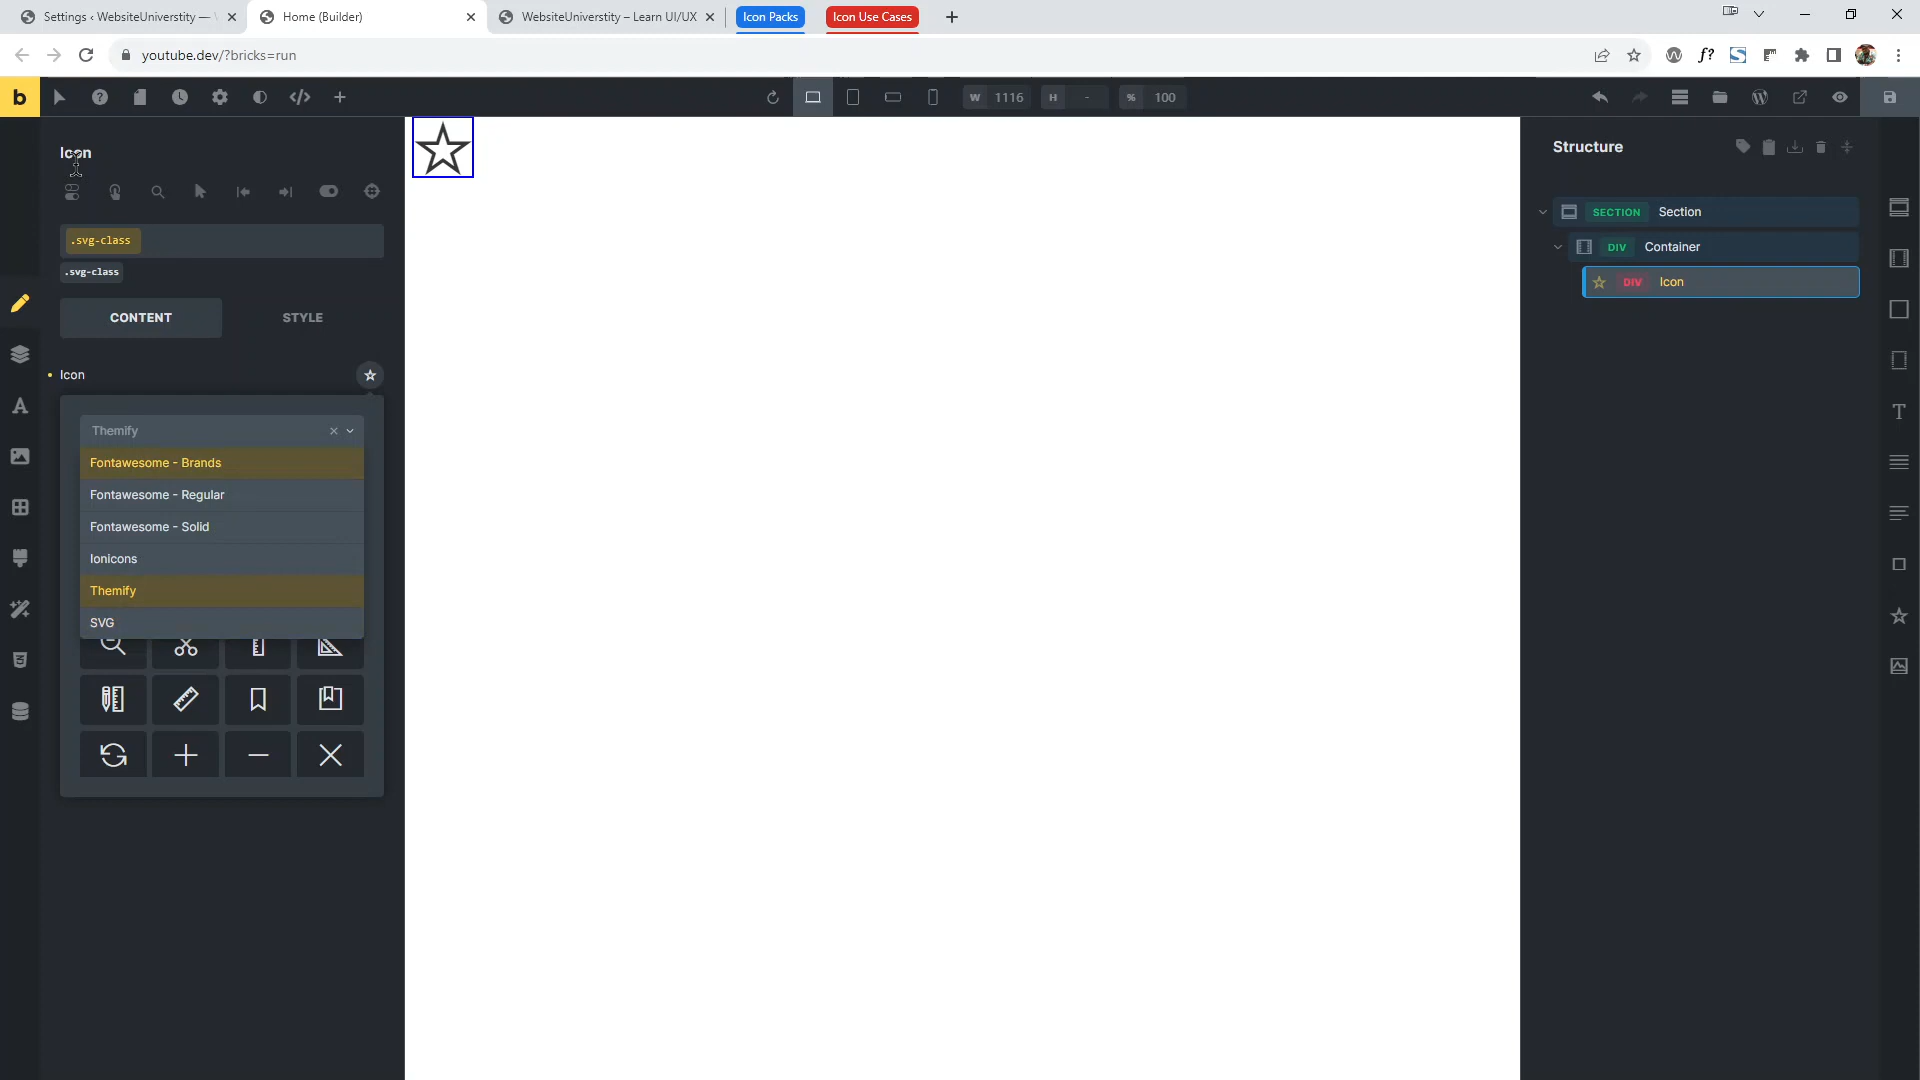 Settings ‹ WebsiteUniverstity —
Home (Builder)
WebsiteUniverstity – Learn UI/UX
Icon Packs
Icon Use Cases
youtube.dev/?bricks=run
f?
b
W 1116
H -
% 100
Icon
.svg-class
.svg-class
CONTENT
STYLE
Icon
Themify
Fontawesome - Brands
Fontawesome - Regular
Fontawesome - Solid
Ionicons
Themify
SVG
Structure
SECTION Section
DIV Container
DIV Icon